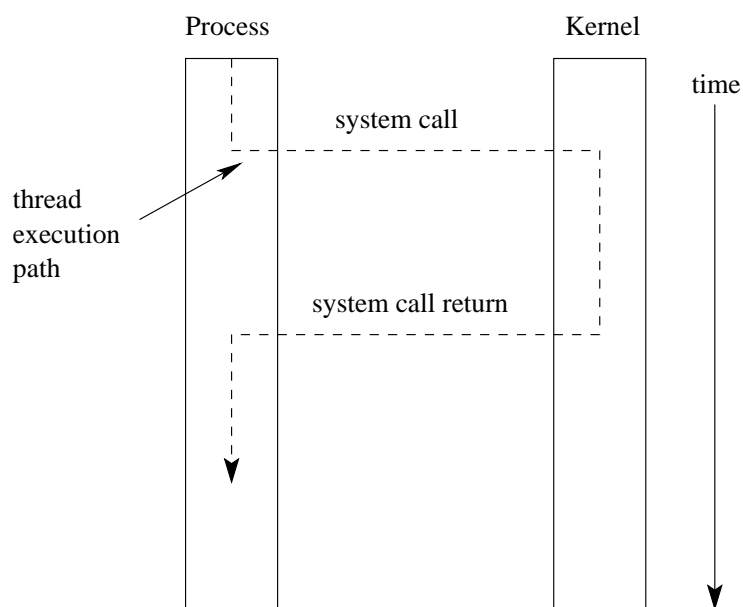 Process
Kernel
time
system call
thread
execution
path
system call return